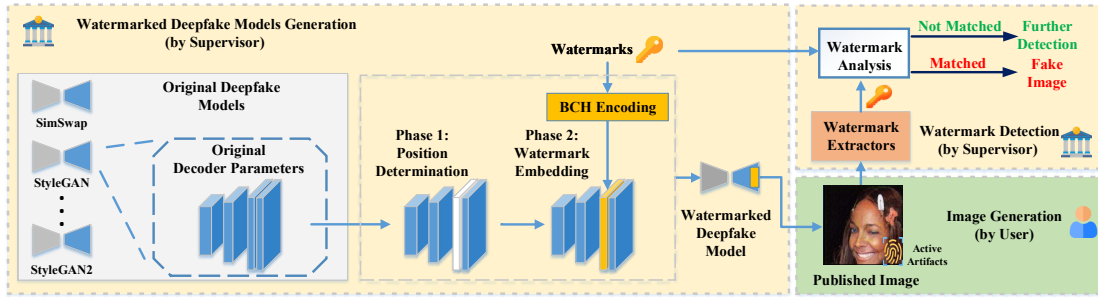 Watermarked Deepfake Models Generation
(by Supervisor)
Original Deepfake
Models
SimSwap
StyleGAN
StyleGAN2
Original
Decoder Parameters
Watermarks
BCH Encoding
Phase 1:
Position
Determination
Phase 2:
Watermark
Embedding
Watermarked
Deepfake
Model
Watermark
Analysis
Not Matched
Further
Detection
Matched
Fake
Image
Watermark
Extractors
Watermark Detection
(by Supervisor)
Image Generation
(by User)
Active
Artifacts
Published Image